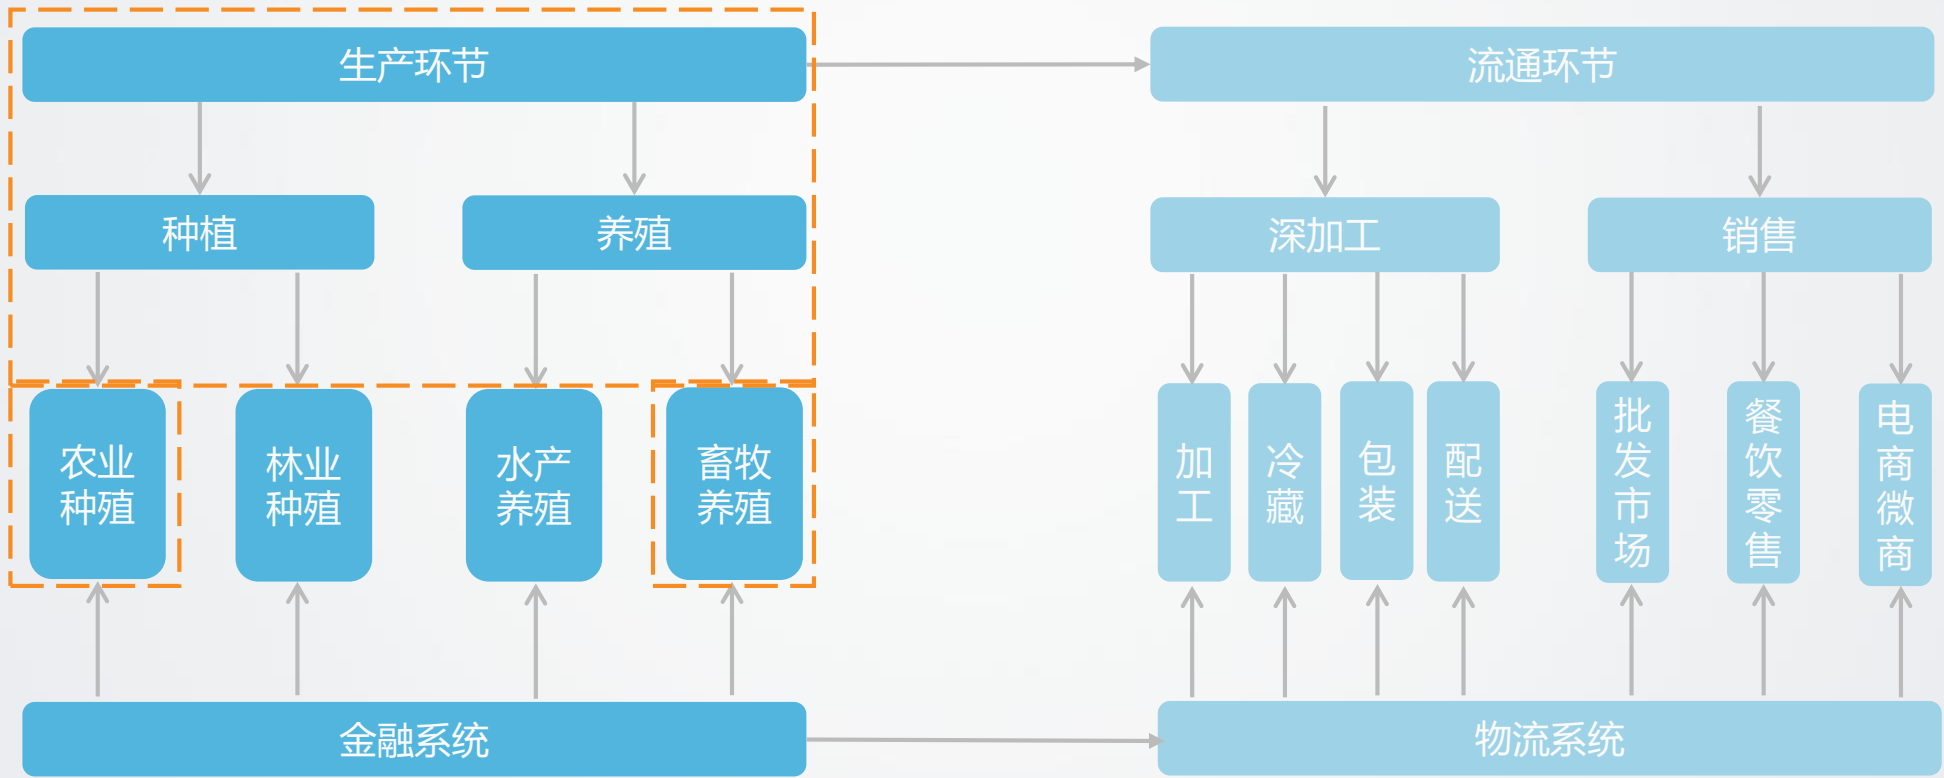 生产环节
流通环节
种植
养殖
深加工
销售
农业
种殖
林业
种殖
水产
养殖
畜牧
养殖
加
工
冷
藏
包
装
配
送
批
发
市
场
餐
饮
零
售
电
商
微
商
金融系统
物流系统